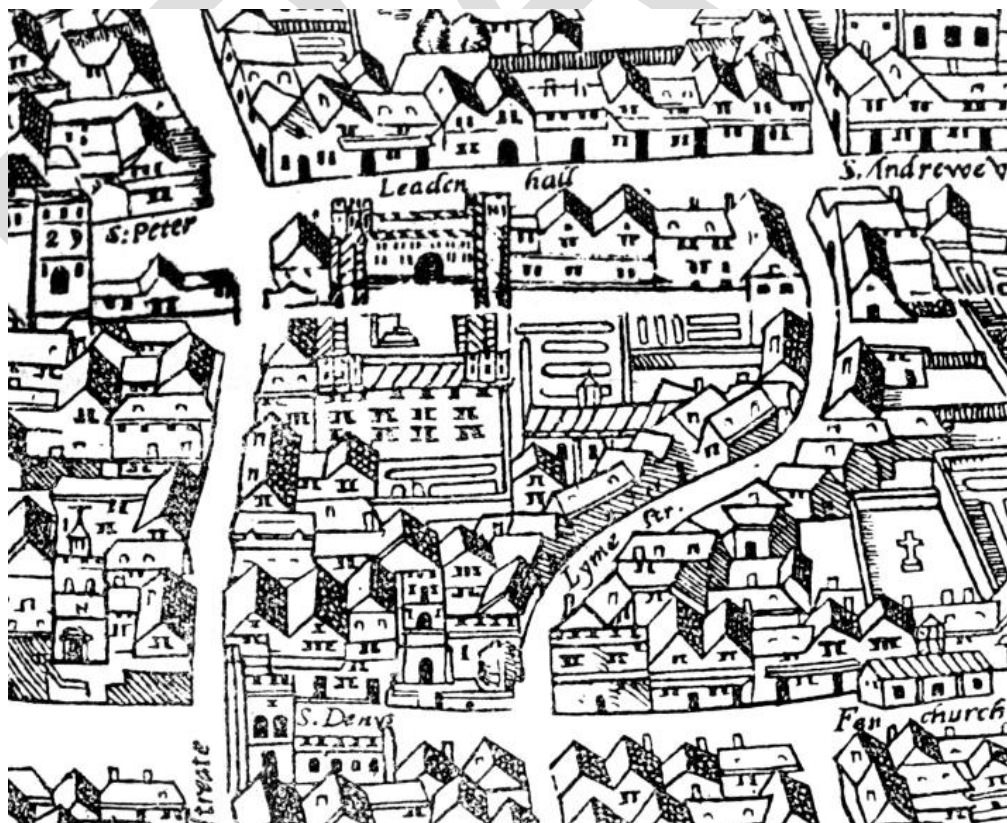 Leaden hall
S. Andrewe V
S: Peter
29
Lyme str.
S. Denys
Fen church
streate